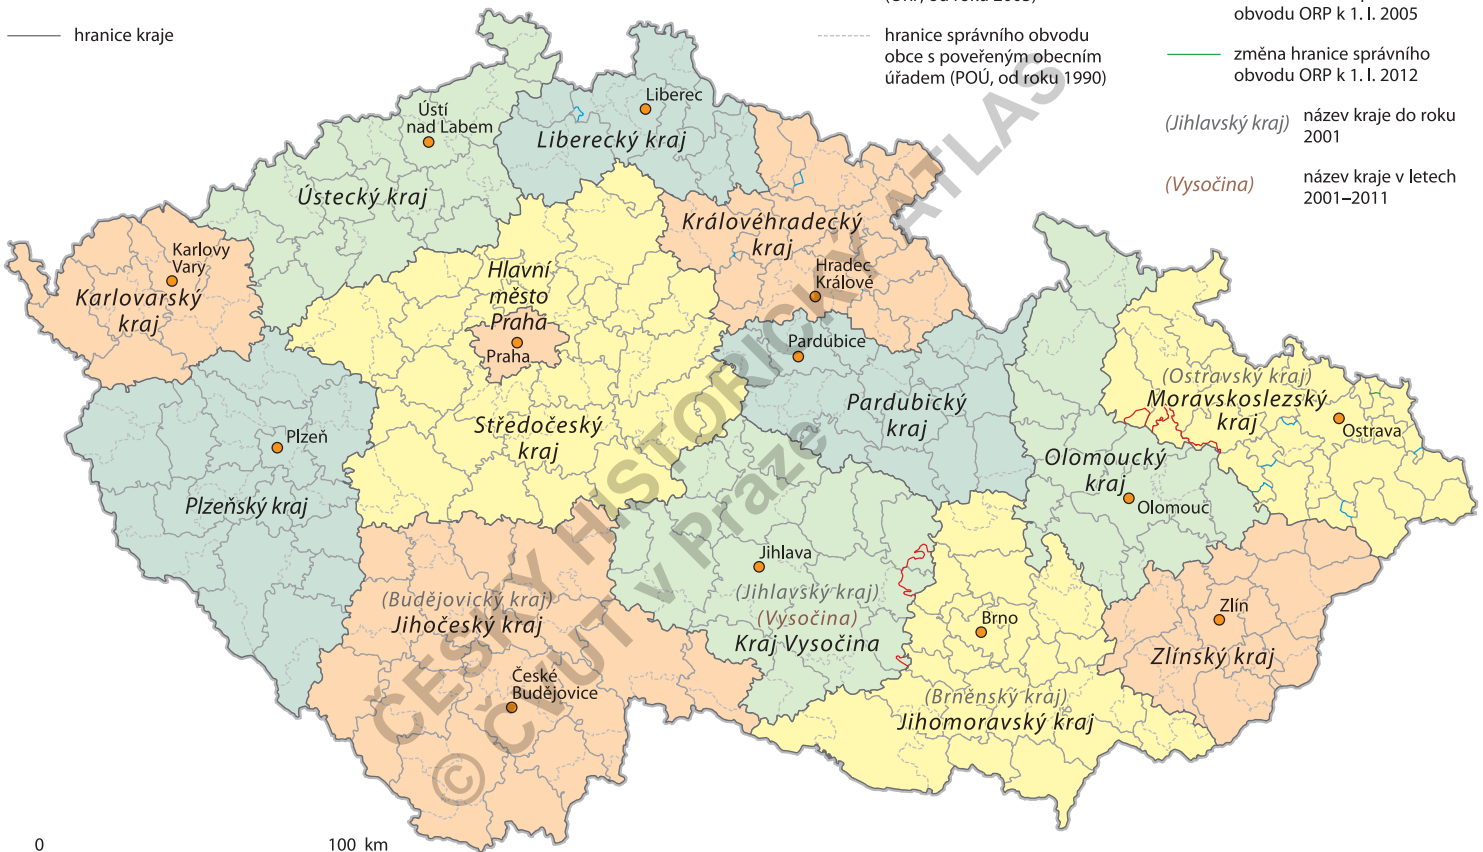 hranice kraje
hranice správního obvodu
obce s pověřeným obecním
úřadem (POÚ, od roku 1990)
obvodu ORP k 1. I. 2005
změna hranice správního
obvodu ORP k 1. I. 2012
(Jihlavský kraj)
název kraje do roku
2001
(Vysočina)
název kraje v letech
2001–2011
Ústí
nad Labem
Liberec
Liberecký kraj
Ústecký kraj
Královéhradecký
kraj
Karlovy
Vary
Karlovarský
kraj
Hlavní
město
Praha
Praha
Hradec
Králové
Pardubice
Pardubický
kraj
(Ostravský kraj)
Moravskoslezský
kraj
Ostrava
Středočeský
kraj
Plzeň
Plzeňský kraj
Olomoucký
kraj
Olomouc
Jihlava
(Jihlavský kraj)
(Vysočina)
Kraj Vysočina
(Budějovický kraj)
Jihočeský kraj
České
Budějovice
Brno
(Brněnský kraj)
Jihomoravský kraj
Zlín
Zlínský kraj
ČESKÝ HISTORICKÝ ATLAS
© ČVUT v Praze
0
100 km